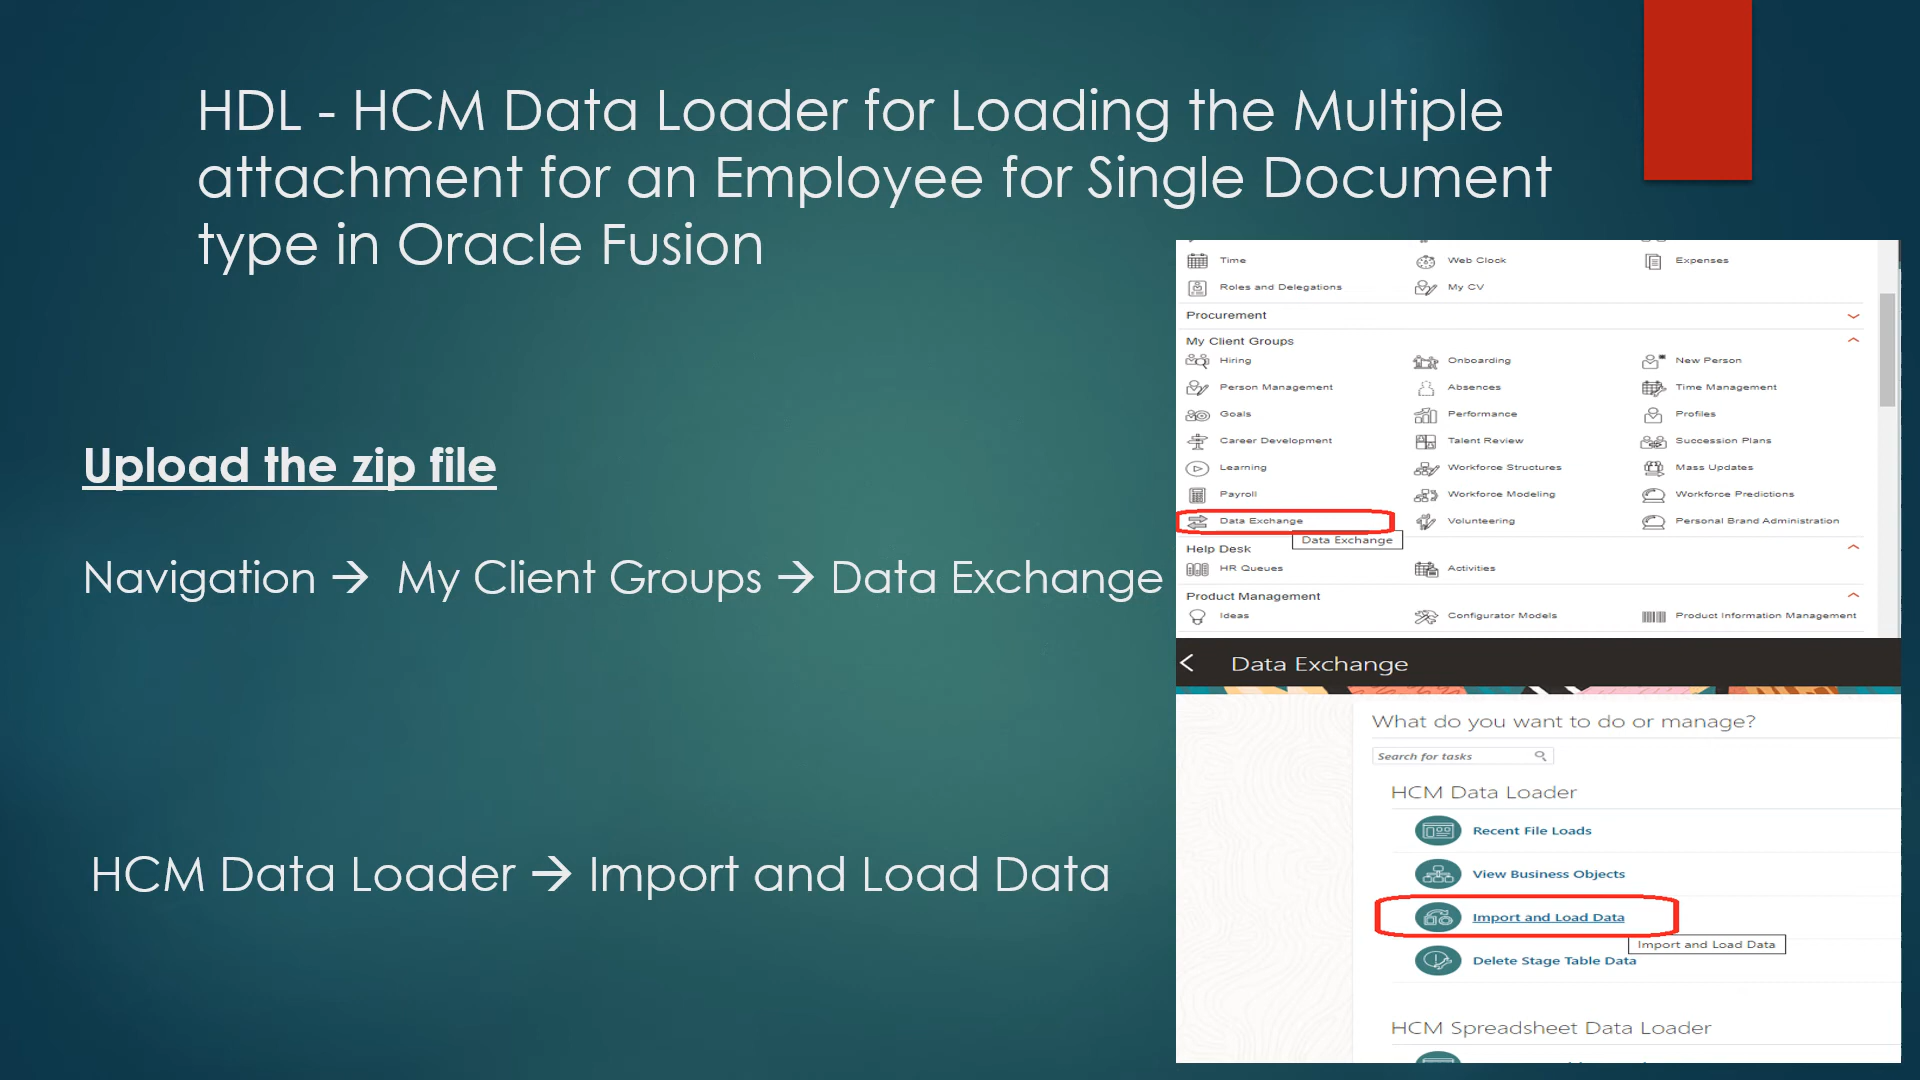 HDL - HCM Data Loader for Loading the Multiple
attachment for an Employee for Single Document
type in Oracle Fusion
Upload the zip file
Navigation → My Client Groups → Data Exchange
HCM Data Loader → Import and Load Data
Time Web Clock Expenses
Roles and Delegations My CV
Procurement
My Client Groups
Hiring Onboarding New Person
Person Management Absences Time Management
Goals Performance Profiles
Career Development Talent Review Succession Plans
Learning Workforce Structures Mass Updates
Payroll Workforce Modeling Workforce Predictions
Data Exchange Volunteering Personal Brand Administration
Data Exchange
Help Desk
HR Queues Activities
Product Management
Ideas Configurator Models Product Information Management
Data Exchange
What do you want to do or manage?
Search for tasks
HCM Data Loader
Recent File Loads
View Business Objects
Import and Load Data
Import and Load Data
Delete Stage Table Data
HCM Spreadsheet Data Loader